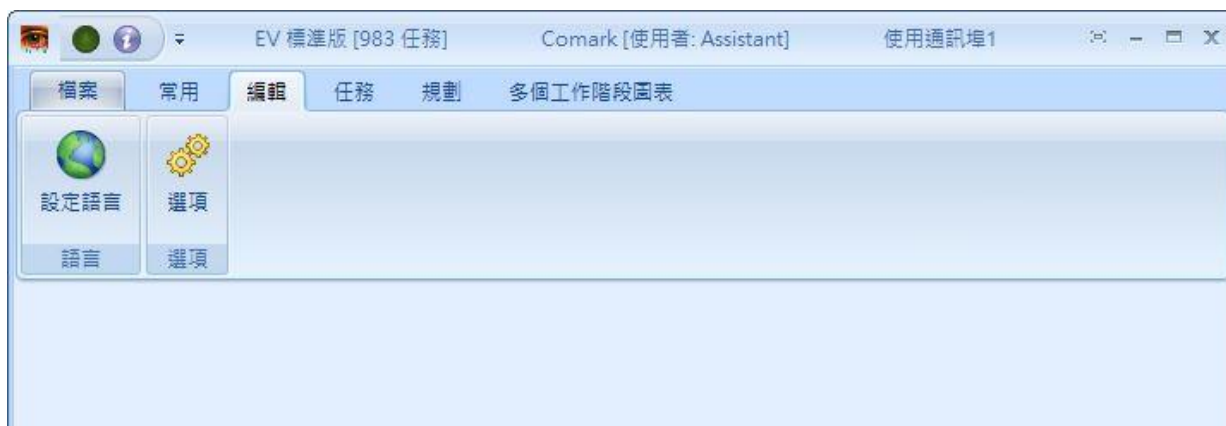 EV 標準版 [983 任務] Comark [使用者: Assistant] 使用通訊埠1
檔案 常用 編輯 任務 規劃 多個工作階段圖表
設定語言 選項
語言 選項